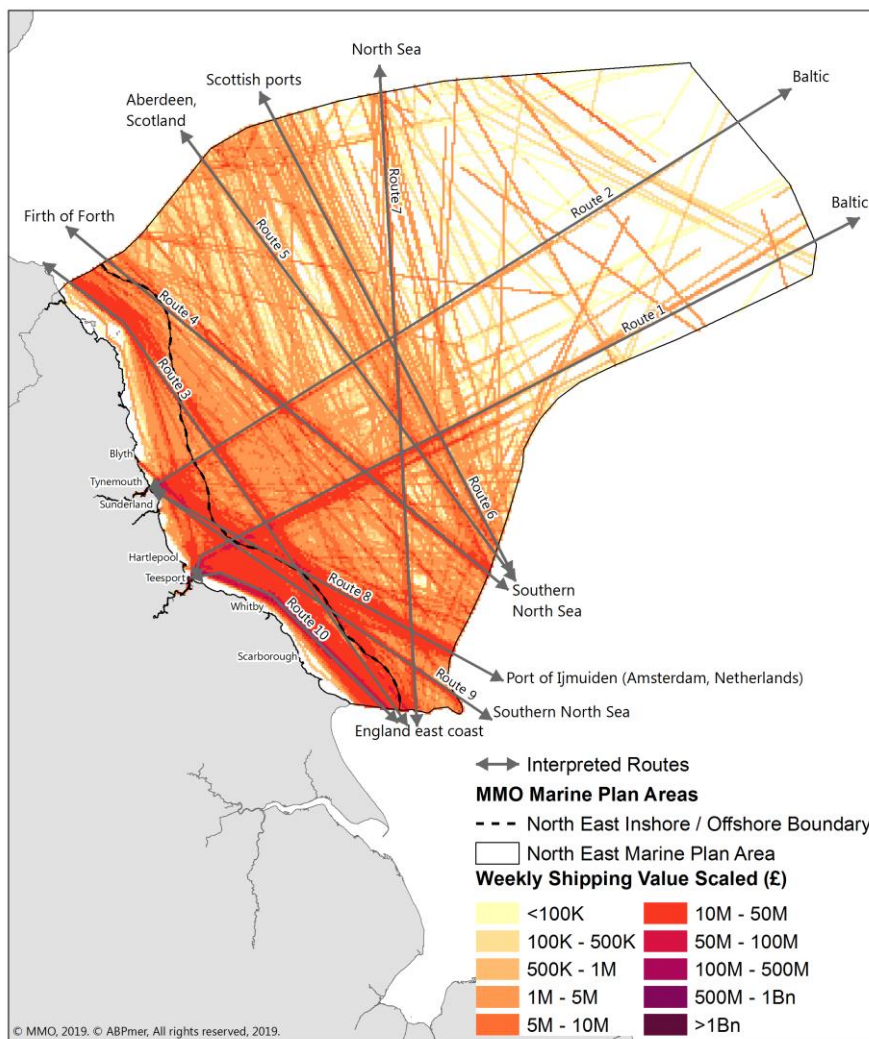 North Sea
Scottish ports
Aberdeen,
Scotland
Baltic
Firth of Forth
Baltic
Route 2
Route 7
Route 5
Route 4
Route 1
Route 3
Blyth
Tynemouth
Sunderland
Route 6
Hartlepool
Teesport
Route 8
Southern
North Sea
Whitby
Route 10
Scarborough
Route 9
Port of Ijmuiden (Amsterdam, Netherlands)
Southern North Sea
England east coast
Interpreted Routes
MMO Marine Plan Areas
North East Inshore / Offshore Boundary
North East Marine Plan Area
Weekly Shipping Value Scaled (£)
<100K
100K - 500K
500K - 1M
1M - 5M
5M - 10M
10M - 50M
50M - 100M
100M - 500M
500M - 1Bn
>1Bn
© MMO, 2019. © ABPmer, All rights reserved, 2019.